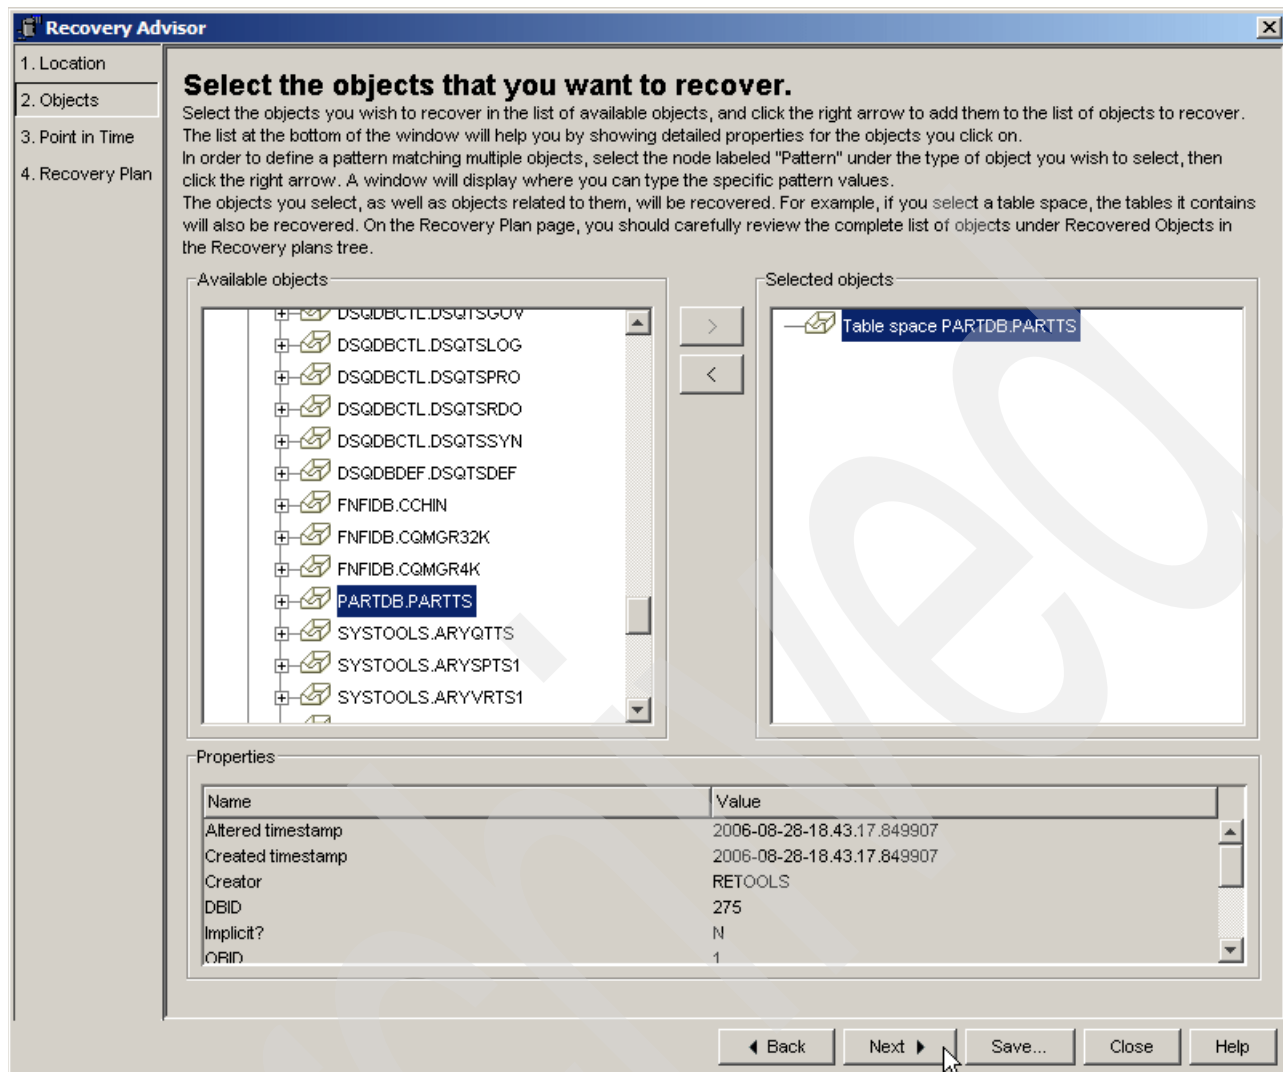 Recovery Advisor
1. Location
2. Objects
3. Point in Time
4. Recovery Plan
Select the objects that you want to recover.
Select the objects you wish to recover in the list of available objects, and click the right arrow to add them to the list of objects to recover.
The list at the bottom of the window will help you by showing detailed properties for the objects you click on.
In order to define a pattern matching multiple objects, select the node labeled "Pattern" under the type of object you wish to select, then
click the right arrow. A window will display where you can type the specific pattern values.
The objects you select, as well as objects related to them, will be recovered. For example, if you select a table space, the tables it contains
will also be recovered. On the Recovery Plan page, you should carefully review the complete list of objects under Recovered Objects in
the Recovery plans tree.
Available objects
DSQDBCTL.DSQTSGOV
DSQDBCTL.DSQTSLOG
DSQDBCTL.DSQTSPRO
DSQDBCTL.DSQTSRDO
DSQDBCTL.DSQTSSYN
DSQDBDEF.DSQTSDEF
FNFIDB.CCHIN
FNFIDB.CQMGR32K
FNFIDB.CQMGR4K
PARTDB.PARTTS
SYSTOOLS.ARYQTTS
SYSTOOLS.ARYSPTS1
SYSTOOLS.ARYVRTS1
>
<
Selected objects
Table space PARTDB.PARTTS
Properties
Name Value
Altered timestamp 2006-08-28-18.43.17.849907
Created timestamp 2006-08-28-18.43.17.849907
Creator RETOOLS
DBID 275
Implicit? N
OBID 1
Back Next Save... Close Help